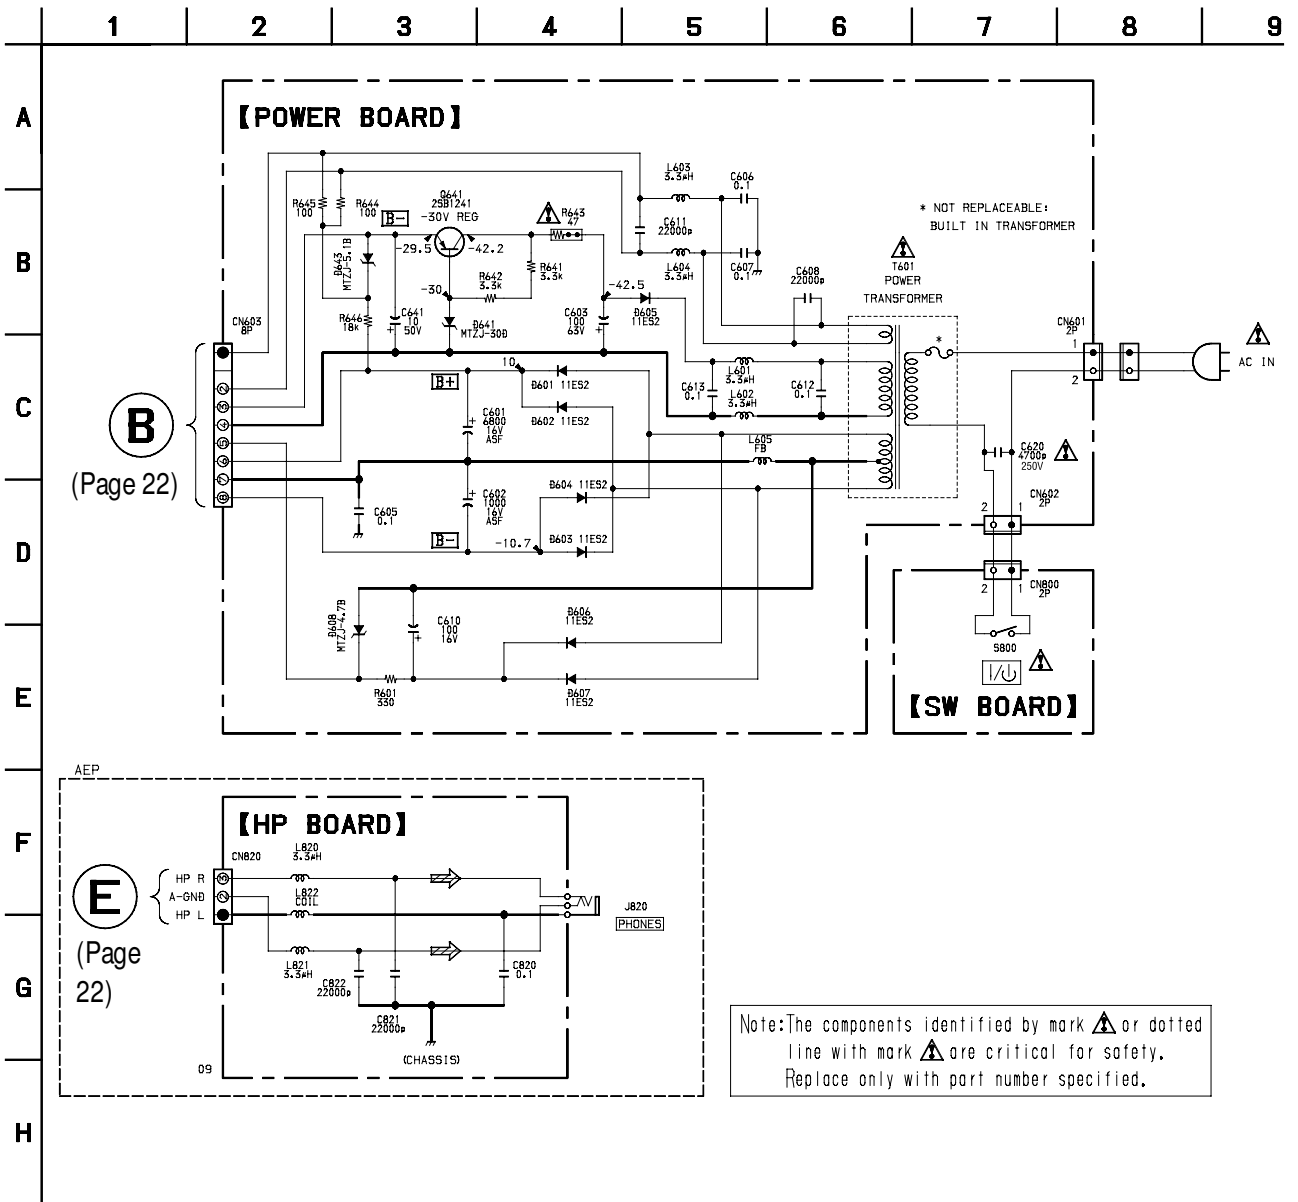 1 2 3 4 5 6 7 8 9
A
【POWER BOARD】
L603
3.3μH
C606
0.1
B
R645
100
R644
100
B-
Q641
2SB1241
-30V REG
R643
47
C611
22000p
* NOT REPLACEABLE:
BUILT IN TRANSFORMER
-29.5
-42.2
D643
MTZJ-5.1B
R642
3.3k
R641
3.3k
L604
3.3μH
C607
0.1
C608
22000p
T601
POWER
TRANSFORMER
-30
-42.5
R646
18k
C641
10
50V
D641
MTZJ-30D
C603
100
63V
D605
11ES2
CN603
8P
CN601
2P
*
1
2
AC IN
C
B
(Page 22)
2
3
4
5
6
7
8
10
B+
D601 11ES2
D602 11ES2
L601
3.3μH
C613
0.1
L602
3.3μH
C612
0.1
C601
6800
16V
ASF
L605
FB
C620
4700p
250V
D
C605
0.1
C602
1000
16V
ASF
D604 11ES2
B-
-10.7
D603 11ES2
CN602
2P
2 1
CN800
2P
2 1
E
D608
MTZJ-4.7B
C610
100
16V
D606
11ES2
R601
330
D607
11ES2
S800
【SW BOARD】
AEP
F
【HP BOARD】
CN820
L820
3.3μH
E
(Page
22)
HP R
A-GND
HP L
3
2
L822
COIL
J820
PHONES
G
L821
3.3μH
C822
22000p
C821
22000p
C820
0.1
(CHASSIS)
09
Note:The components identified by mark or dotted
line with mark are critical for safety.
Replace only with part number specified.
H